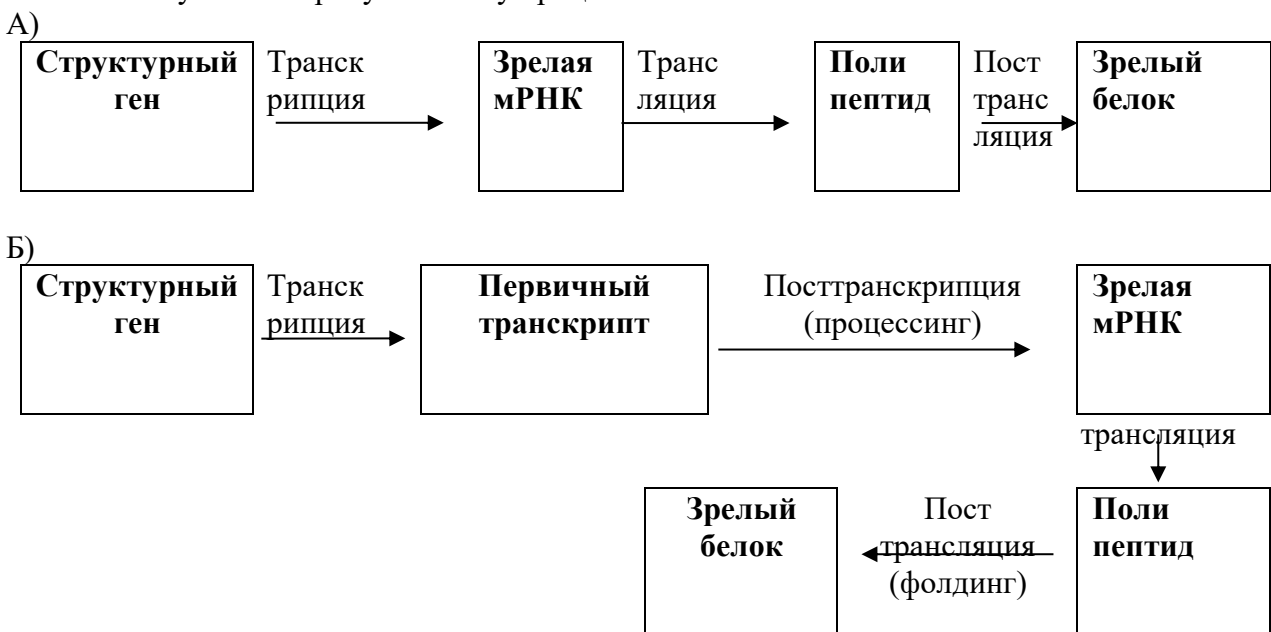 А)
Структурный ген
Транск рипция
Зрелая мРНК
Транс ляция
Поли пептид
Пост транс ляция
Зрелый белок
Б)
Структурный ген
Транск рипция
Первичный транскрипт
Посттранскрипция (процессинг)
Зрелая мРНК
трансляция
Зрелый белок
Пост трансляция (фолдинг)
Поли пептид